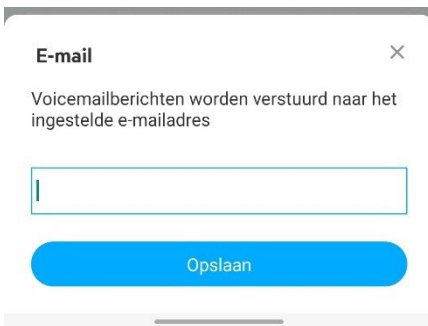 E-mail
Voicemailberichten worden verstuurd naar het
ingestelde e-mailadres
Opslaan